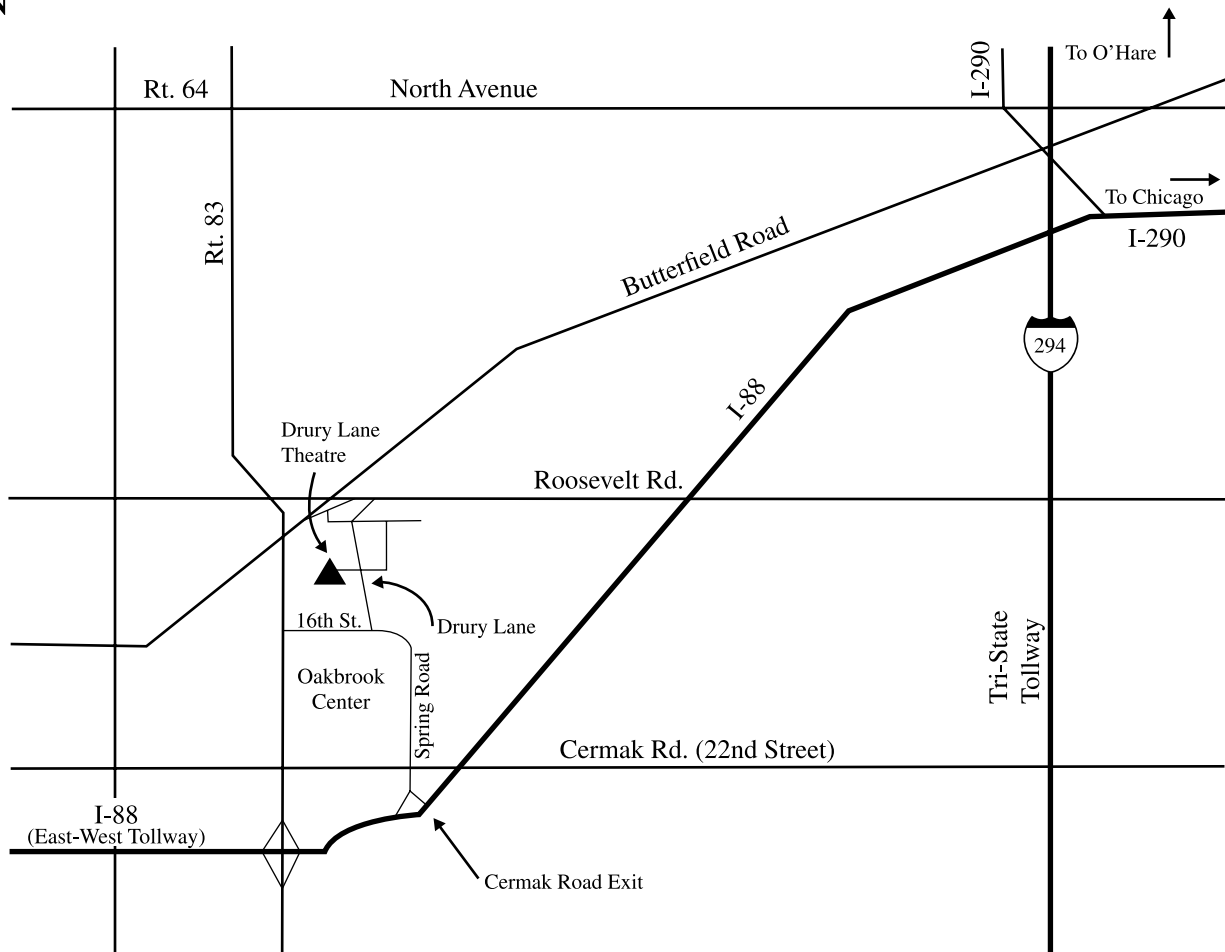 N
To O’Hare
I-290
Rt. 64
North Avenue
To Chicago
I-290
Rt. 83
Butterfield Road
294
I-88
Drury Lane
Theatre
Roosevelt Rd.
16th St.
Drury Lane
Oakbrook
Center
Spring Road
Tri-State
Tollway
Cermak Rd. (22nd Street)
I-88
(East-West Tollway)
Cermak Road Exit